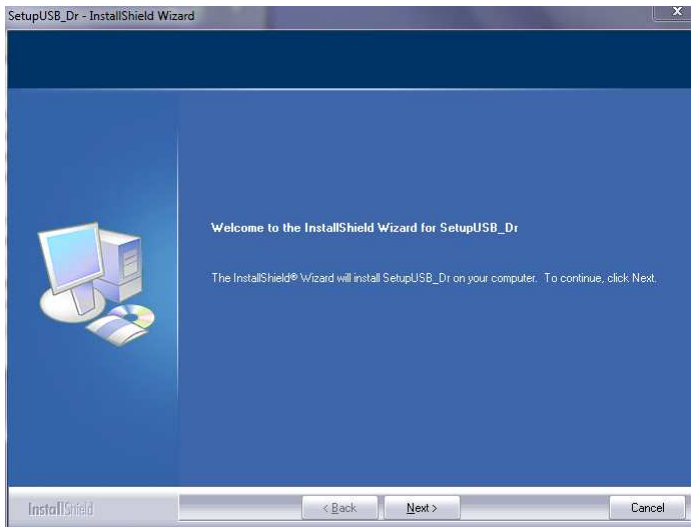 SetupUSB_Dr - InstallShield Wizard
X
Welcome to the InstallShield Wizard for SetupUSB_Dr
The InstallShield® Wizard will install SetupUSB_Dr on your computer. To continue, click Next.
InstallShield
< Back
Next >
Cancel